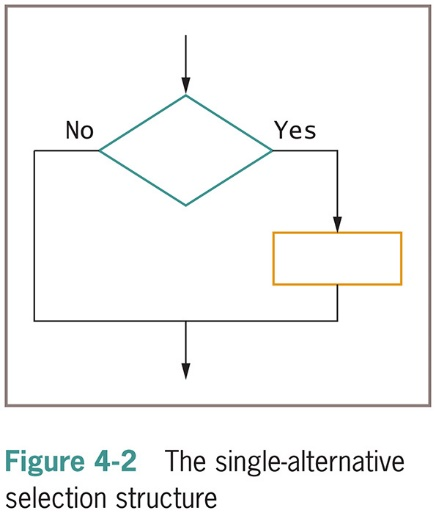 No
Yes
Figure 4-2 The single-alternative
selection structure